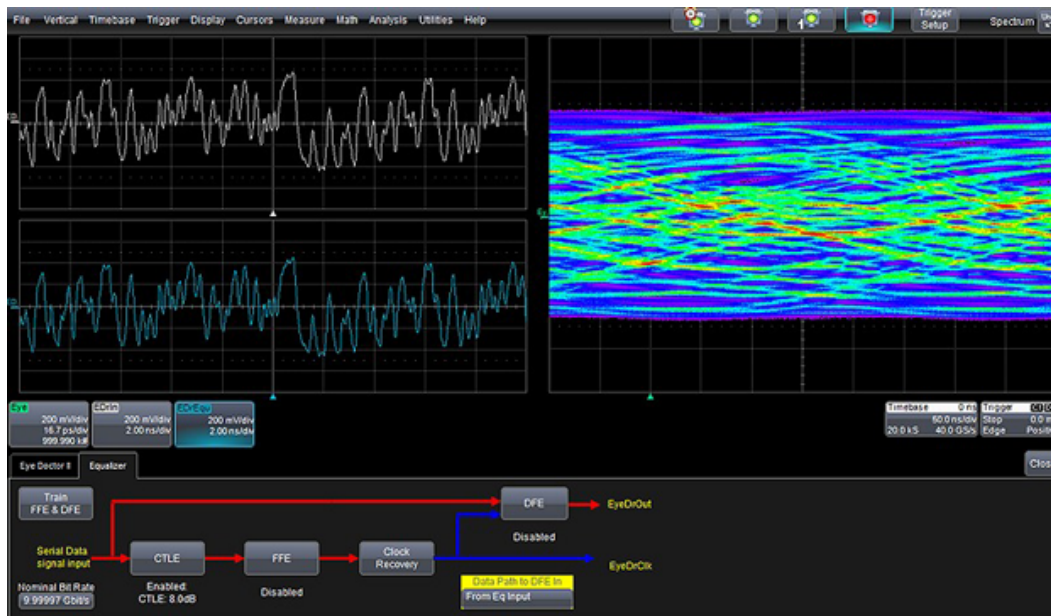 File Vertical Timebase Trigger Display Cursors Measure Math Analysis Utilities Help
1
Trigger
Setup
Spectrum
Eye
200 mV/div
16.7 ps/div
999.990 k#
EDrIn
200 mV/div
2.00 ns/div
EDrEqu
200 mV/div
2.00 ns/div
Timebase 0 ns
50.0 ns/div
20.0 kS 40.0 GS/s
Trigger C1
Stop
Edge
Eye Doctor II
Equalizer
Train
FFE & DFE
Serial Data
signal input
CTLE
Enabled:
CTLE: 8.0dB
FFE
Disabled
Clock
Recovery
DFE
Disabled
EyeDrOut
EyeDrClk
Data Path to DFE In
From Eq Input
Nominal Bit Rate
9.99997 Gbit/s